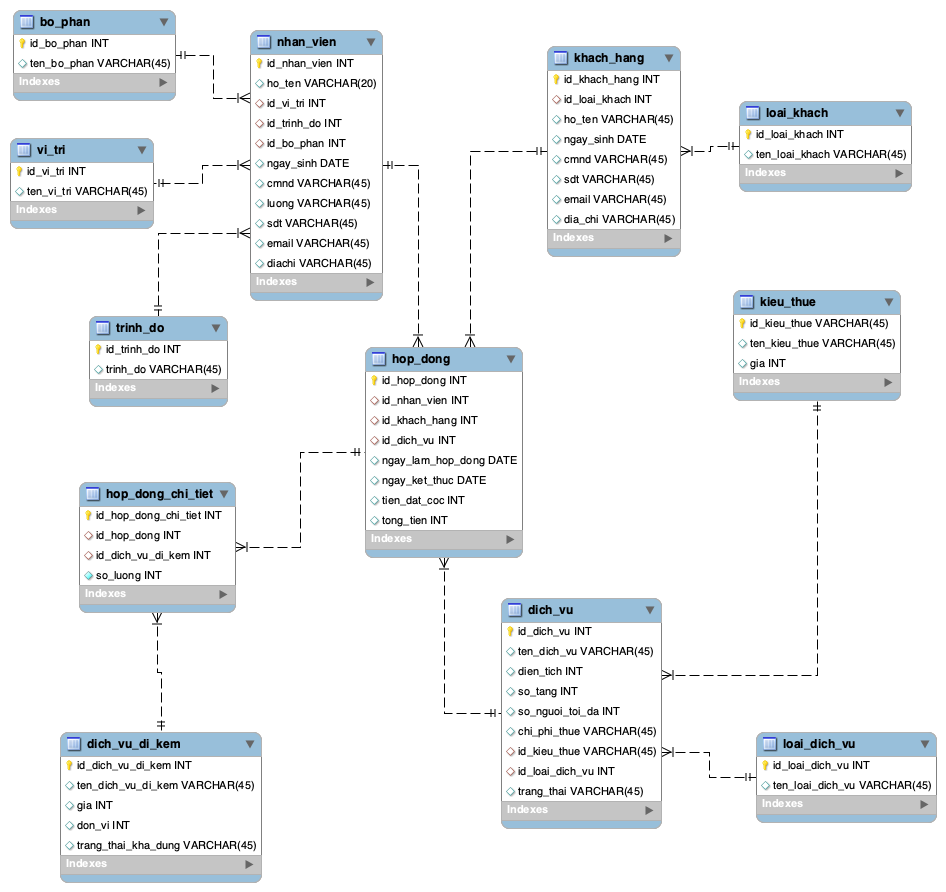 bo_phan
id_bo_phan INT
ten_bo_phan VARCHAR(45)
Indexes
nhan_vien
id_nhan_vien INT
ho_ten VARCHAR(20)
id_vi_tri INT
id_trinh_do INT
id_bo_phan INT
ngay_sinh DATE
cmnd VARCHAR(45)
luong VARCHAR(45)
sdt VARCHAR(45)
email VARCHAR(45)
diachi VARCHAR(45)
Indexes
khach_hang
id_khach_hang INT
id_loai_khach INT
ho_ten VARCHAR(45)
ngay_sinh DATE
cmnd VARCHAR(45)
sdt VARCHAR(45)
email VARCHAR(45)
dia_chi VARCHAR(45)
Indexes
loai_khach
id_loai_khach INT
ten_loai_khach VARCHAR(45)
Indexes
vi_tri
id_vi_tri INT
ten_vi_tri VARCHAR(45)
Indexes
trinh_do
id_trinh_do INT
trinh_do VARCHAR(45)
Indexes
kieu_thue
id_kieu_thue VARCHAR(45)
ten_kieu_thue VARCHAR(45)
gia INT
Indexes
hop_dong
id_hop_dong INT
id_nhan_vien INT
id_khach_hang INT
id_dich_vu INT
ngay_lam_hop_dong DATE
ngay_ket_thuc DATE
tien_dat_coc INT
tong_tien INT
Indexes
hop_dong_chi_tiet
id_hop_dong_chi_tiet INT
id_hop_dong INT
id_dich_vu_di_kem INT
so_luong INT
Indexes
dich_vu
id_dich_vu INT
ten_dich_vu VARCHAR(45)
dien_tich INT
so_tang INT
so_nguoi_toi_da INT
chi_phi_thue VARCHAR(45)
id_kieu_thue VARCHAR(45)
id_loai_dich_vu INT
trang_thai VARCHAR(45)
Indexes
dich_vu_di_kem
id_dich_vu_di_kem INT
ten_dich_vu_di_kem VARCHAR(45)
gia INT
don_vi INT
trang_thai_kha_dung VARCHAR(45)
Indexes
loai_dich_vu
id_loai_dich_vu INT
ten_loai_dich_vu VARCHAR(45)
Indexes